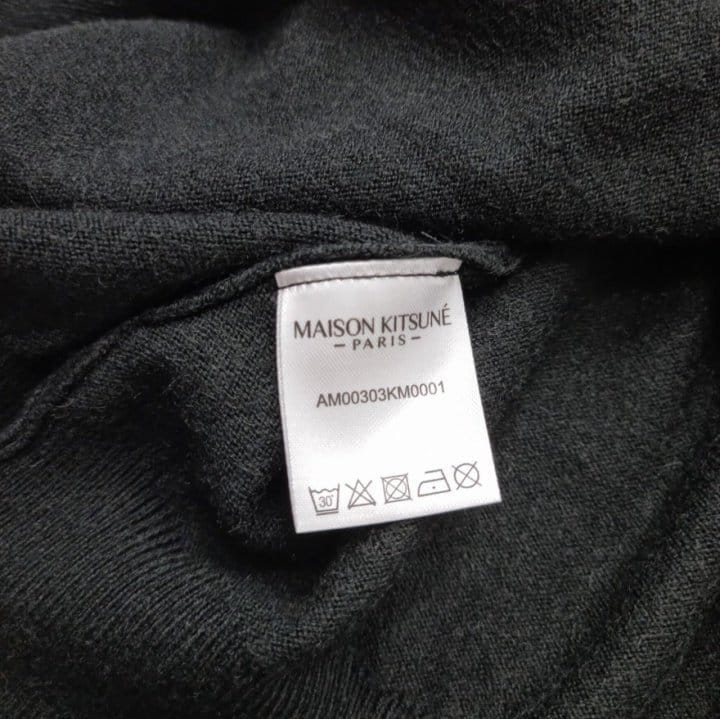 MAISON KITSUNÉ
- PARIS -
AM00303KM0001
30°